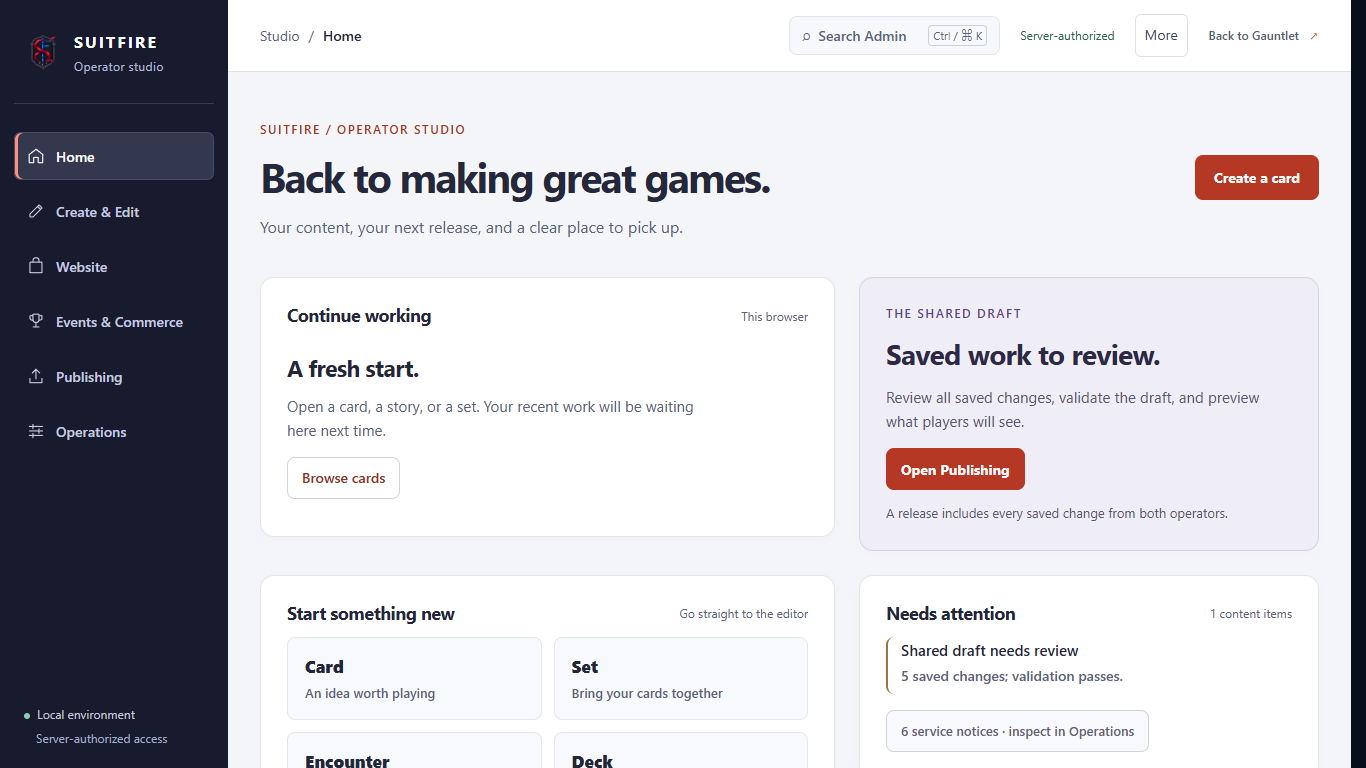 SUITFIRE
Operator studio
Home
Create & Edit
Website
Events & Commerce
Publishing
Operations
Local environment
Server-authorized access
Studio / Home
Search Admin Ctrl / ⌘ K
Server-authorized
More
Back to Gauntlet ↗
SUITFIRE / OPERATOR STUDIO
Back to making great games.
Your content, your next release, and a clear place to pick up.
Create a card
Continue working
This browser
A fresh start.
Open a card, a story, or a set. Your recent work will be waiting
here next time.
Browse cards
THE SHARED DRAFT
Saved work to review.
Review all saved changes, validate the draft, and preview
what players will see.
Open Publishing
A release includes every saved change from both operators.
Start something new
Go straight to the editor
Card
An idea worth playing
Set
Bring your cards together
Encounter
Deck
Needs attention
1 content items
Shared draft needs review
5 saved changes; validation passes.
6 service notices · inspect in Operations